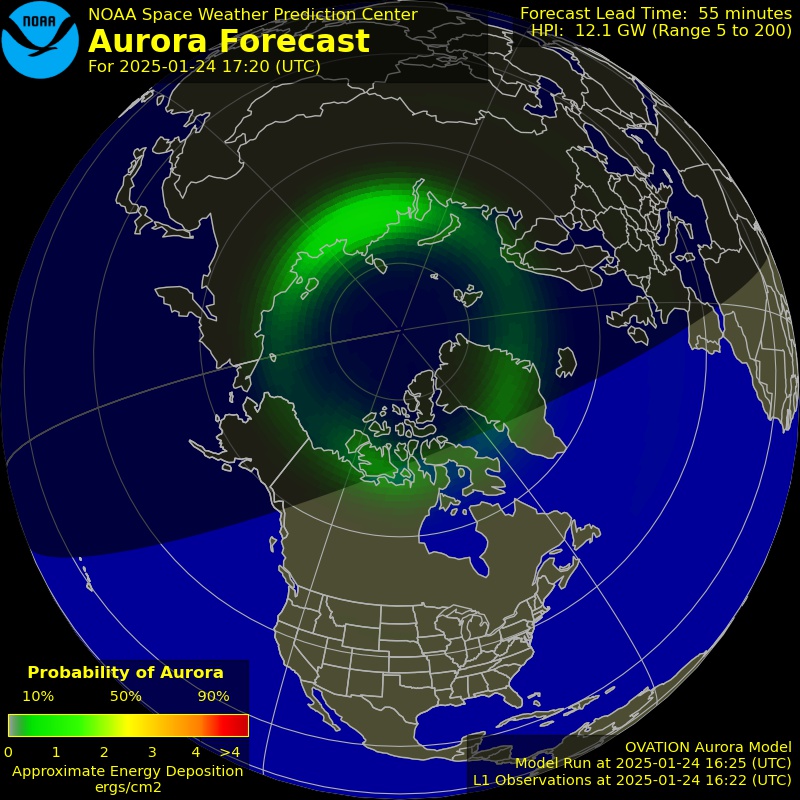 NOAA
NOAA Space Weather Prediction Center
Aurora Forecast
For 2025-01-24 17:20 (UTC)
Forecast Lead Time: 55 minutes
HPI: 12.1 GW (Range 5 to 200)
Probability of Aurora
10% 50% 90%
0 1 2 3 4 >4
Approximate Energy Deposition
ergs/cm2
OVATION Aurora Model
Model Run at 2025-01-24 16:25 (UTC)
L1 Observations at 2025-01-24 16:22 (UTC)